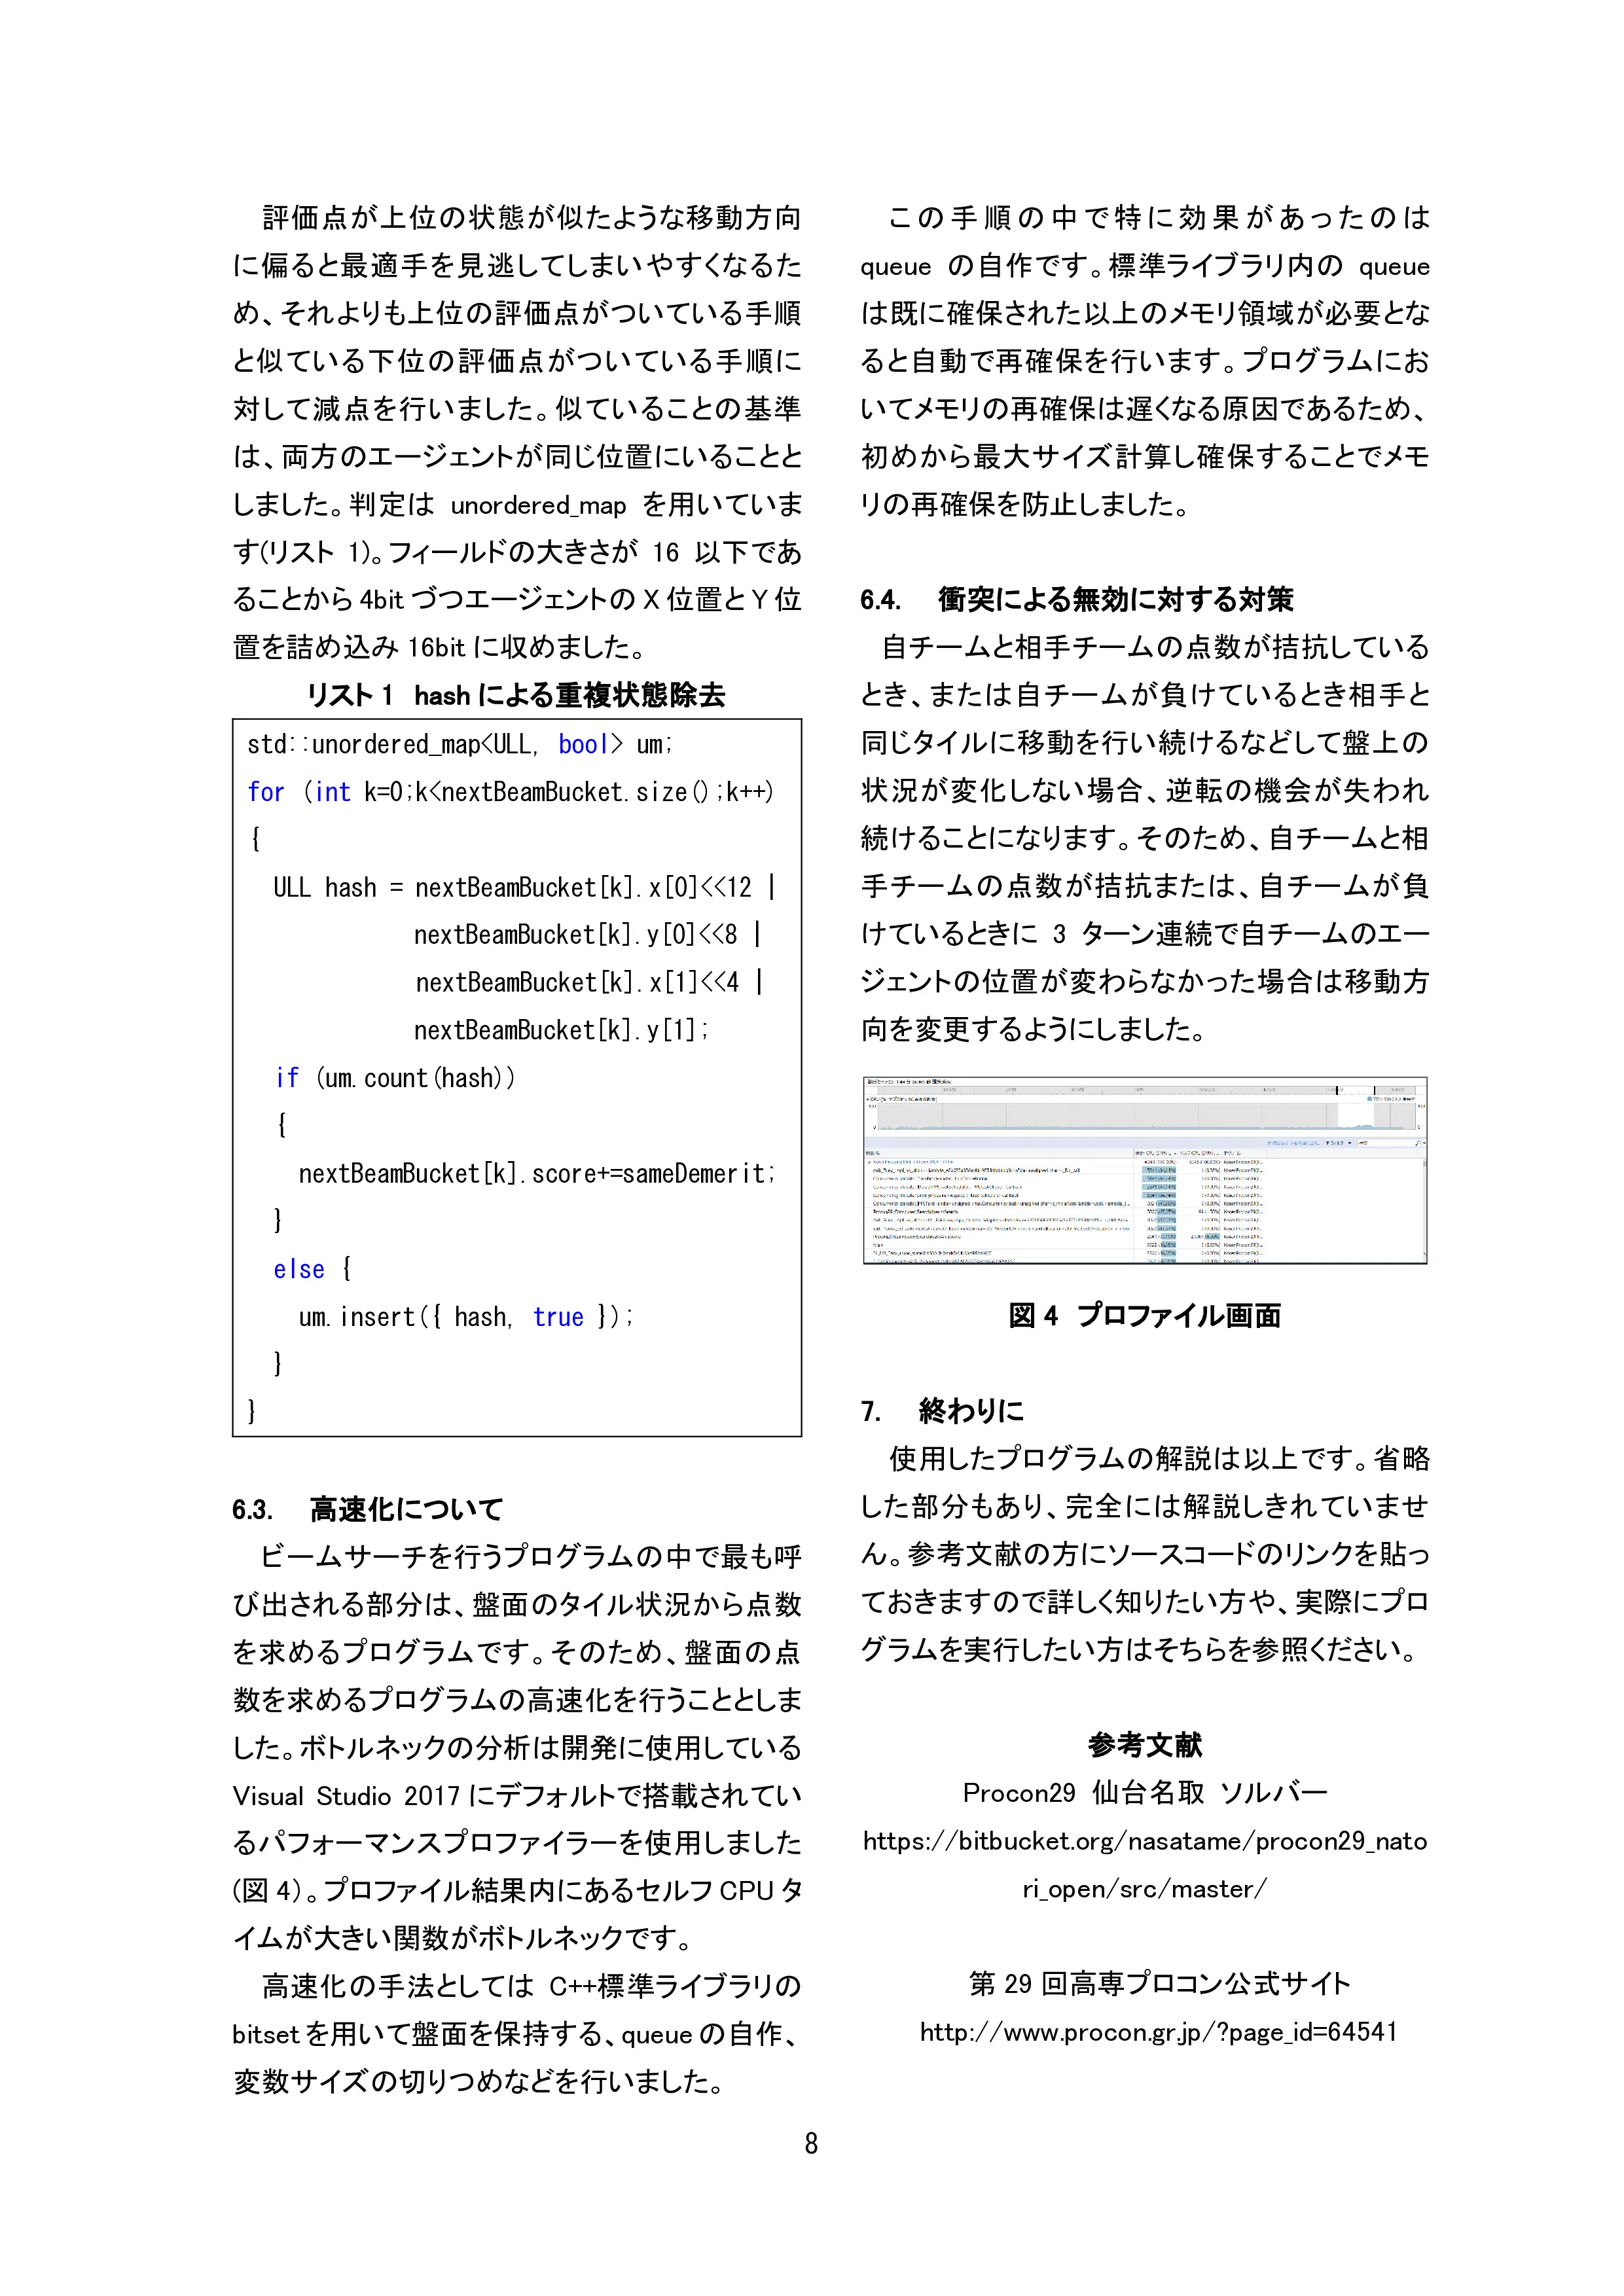 評価点が上位の状態が似たような移動方向
に偏ると最適手を見逃してしまいやすくなるた
め、それよりも上位の評価点がついている手順
と似ている下位の評価点がついている手順に
対して減点を行いました。似ていることの基準
は、両方のエージェントが同じ位置にいることと
しました。判定は unordered_map を用いていま
す(リスト 1)。フィールドの大きさが 16 以下であ
ることから 4bit づつエージェントの X 位置と Y 位
置を詰め込み 16bit に収めました。
リスト 1 hash による重複状態除去
std::unordered_map<ULL, bool> um;
for (int k=0;k<nextBeamBucket.size();k++)
{
ULL hash = nextBeamBucket[k].x[0]<<12 |
nextBeamBucket[k].y[0]<<8 |
nextBeamBucket[k].x[1]<<4 |
nextBeamBucket[k].y[1];
if (um.count(hash))
{
nextBeamBucket[k].score+=sameDemerit;
}
else {
um.insert({ hash, true });
}
}
6.3. 高速化について
ビームサーチを行うプログラムの中で最も呼
び出される部分は、盤面のタイル状況から点数
を求めるプログラムです。そのため、盤面の点
数を求めるプログラムの高速化を行うこととしま
した。ボトルネックの分析は開発に使用している
Visual Studio 2017 にデフォルトで搭載されてい
るパフォーマンスプロファイラーを使用しました
(図 4)。プロファイル結果内にあるセルフ CPU タ
イムが大きい関数がボトルネックです。
高速化の手法としては C++標準ライブラリの
bitset を用いて盤面を保持する、queue の自作、
変数サイズの切りつめなどを行いました。
この手順の中で特に効果があったのは
queue の自作です。標準ライブラリ内の queue
は既に確保された以上のメモリ領域が必要とな
ると自動で再確保を行います。プログラムにお
いてメモリの再確保は遅くなる原因であるため、
初めから最大サイズ計算し確保することでメモ
リの再確保を防止しました。
6.4. 衝突による無効に対する対策
自チームと相手チームの点数が拮抗している
とき、または自チームが負けているとき相手と
同じタイルに移動を行い続けるなどして盤上の
状況が変化しない場合、逆転の機会が失われ
続けることになります。そのため、自チームと相
手チームの点数が拮抗または、自チームが負
けているときに 3 ターン連続で自チームのエー
ジェントの位置が変わらなかった場合は移動方
向を変更するようにしました。
図 4 プロファイル画面
7. 終わりに
使用したプログラムの解説は以上です。省略
した部分もあり、完全には解説しきれていませ
ん。参考文献の方にソースコードのリンクを貼っ
ておきますので詳しく知りたい方や、実際にプロ
グラムを実行したい方はそちらを参照ください。
参考文献
Procon29 仙台名取 ソルバー
https://bitbucket.org/nasatame/procon29_nato
ri_open/src/master/
第 29 回高専プロコン公式サイト
http://www.procon.gr.jp/?page_id=64541
8